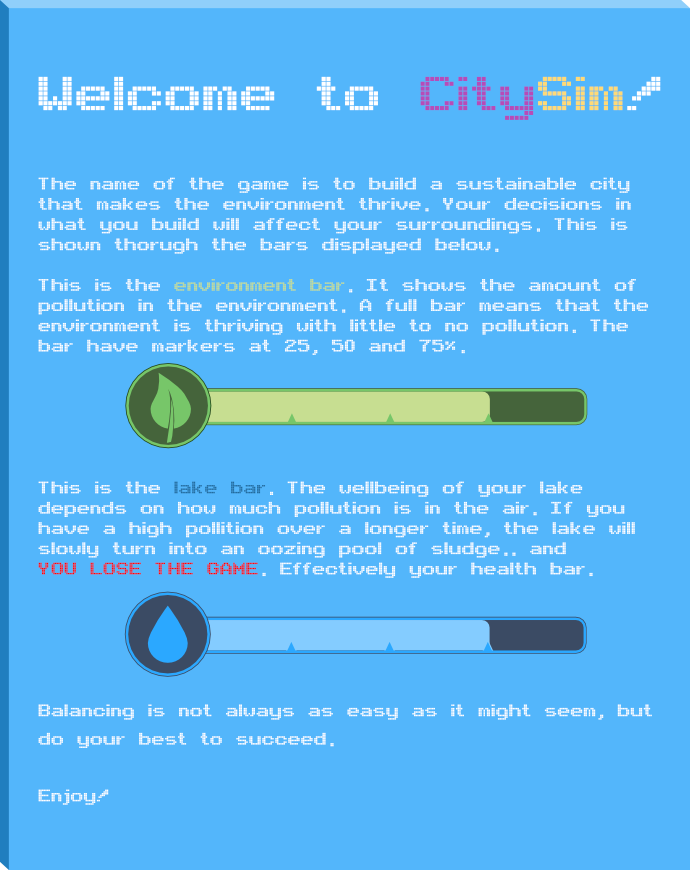 Welcome to CitySim!
The name of the game is to build a sustainable city
that makes the environment thrive. Your decisions in
what you build will affect your surroundings. This is
shown thorugh the bars displayed below.
This is the environment bar. It shows the amount of
pollution in the environment. A full bar means that the
environment is thriving with little to no pollution. The
bar have markers at 25, 50 and 75%.
This is the lake bar. The wellbeing of your lake
depends on how much pollution is in the air. If you
have a high pollition over a longer time, the lake will
slowly turn into an oozing pool of sludge.. and
YOU LOSE THE GAME. Effectively your health bar.
Balancing is not always as easy as it might seem, but
do your best to succeed.
Enjoy!